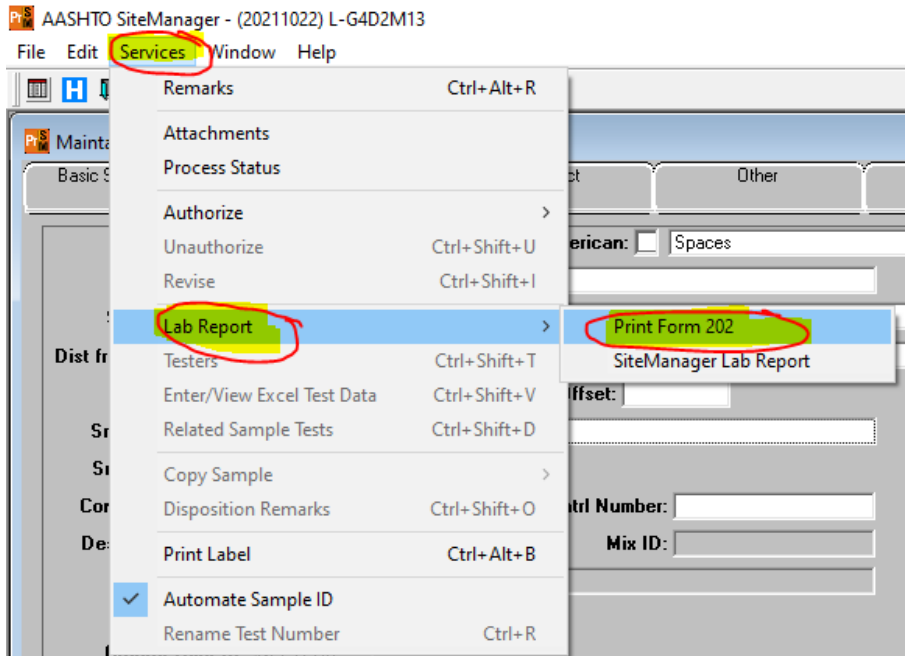 AASHTO SiteManager - (20211022) L-G4D2M13
File Edit Services Window Help
Remarks Ctrl+Alt+R
Attachments
Process Status
Basic Other
Authorize >
Unauthorize Ctrl+Shift+U Spaces
Revise Ctrl+Shift+I
Lab Report > Print Form 202
Dist
Testers Ctrl+Shift+T SiteManager Lab Report
Enter/View Excel Test Data Ctrl+Shift+V
Related Sample Tests Ctrl+Shift+D
Copy Sample >
Disposition Remarks Ctrl+Shift+O Number:
Print Label Ctrl+Alt+B Mix ID:
Automate Sample ID
Rename Test Number Ctrl+R